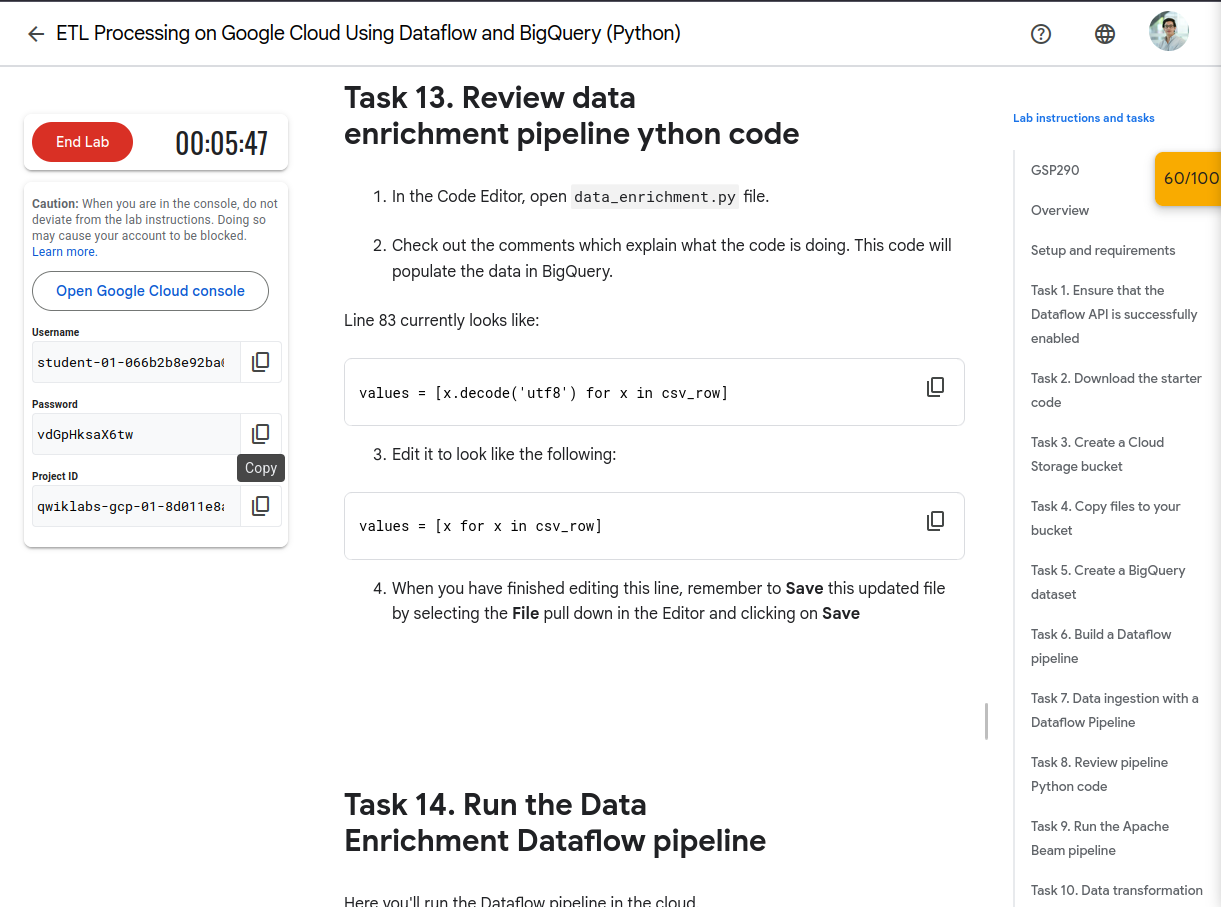 ETL Processing on Google Cloud Using Dataflow and BigQuery (Python)
End Lab
00:05:47
Caution: When you are in the console, do not
deviate from the lab instructions. Doing so
may cause your account to be blocked.
Learn more.
Open Google Cloud console
Username
student-01-066b2b8e92ba
Password
vdGpHksaX6tw
Copy
Project ID
qwiklabs-gcp-01-8d011e8
Task 13. Review data
enrichment pipeline ython code
1. In the Code Editor, open data_enrichment.py file.
2. Check out the comments which explain what the code is doing. This code will
populate the data in BigQuery.
Line 83 currently looks like:
values = [x.decode('utf8') for x in csv_row]
3. Edit it to look like the following:
values = [x for x in csv_row]
4. When you have finished editing this line, remember to Save this updated file
by selecting the File pull down in the Editor and clicking on Save
Task 14. Run the Data
Enrichment Dataflow pipeline
Here you'll run the Dataflow pipeline in the cloud
Lab instructions and tasks
60/100
GSP290
Overview
Setup and requirements
Task 1. Ensure that the
Dataflow API is successfully
enabled
Task 2. Download the starter
code
Task 3. Create a Cloud
Storage bucket
Task 4. Copy files to your
bucket
Task 5. Create a BigQuery
dataset
Task 6. Build a Dataflow
pipeline
Task 7. Data ingestion with a
Dataflow Pipeline
Task 8. Review pipeline
Python code
Task 9. Run the Apache
Beam pipeline
Task 10. Data transformation